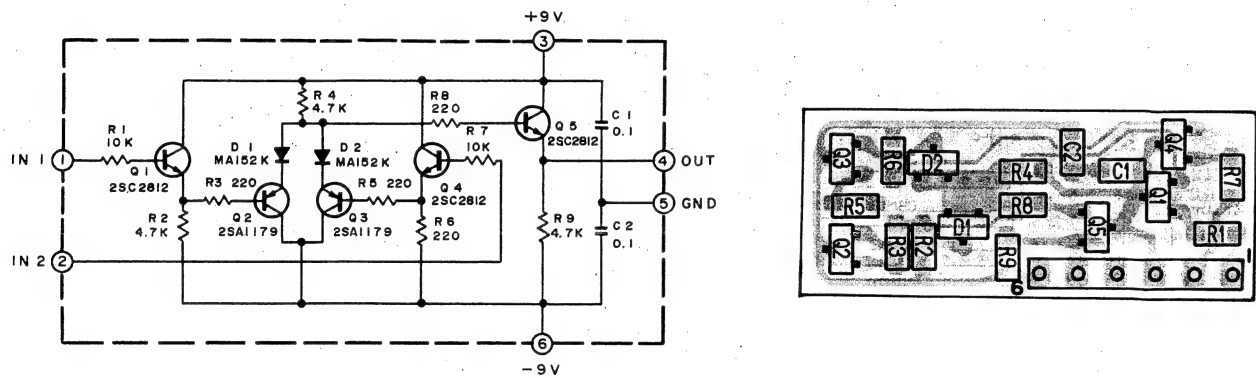 +9V
3
R4
4.7K
R8
220
C1
0.1
R1
10K
IN 1
1
Q1
2SC2812
D1
MA152K
D2
MA152K
R7
10K
Q5
2SC2812
4
OUT
R3 220
R5 220
Q4
2SC2812
Q2
2SA1179
Q3
2SA1179
R2
4.7K
R6
220
R9
4.7K
5
GND
C2
0.1
IN 2
2
6
-9V
Q3
R6
D2
C2
Q4
R4
C1
R7
R5
R8
Q1
Q5
Q2
R3
R2
D1
R9
R1
6